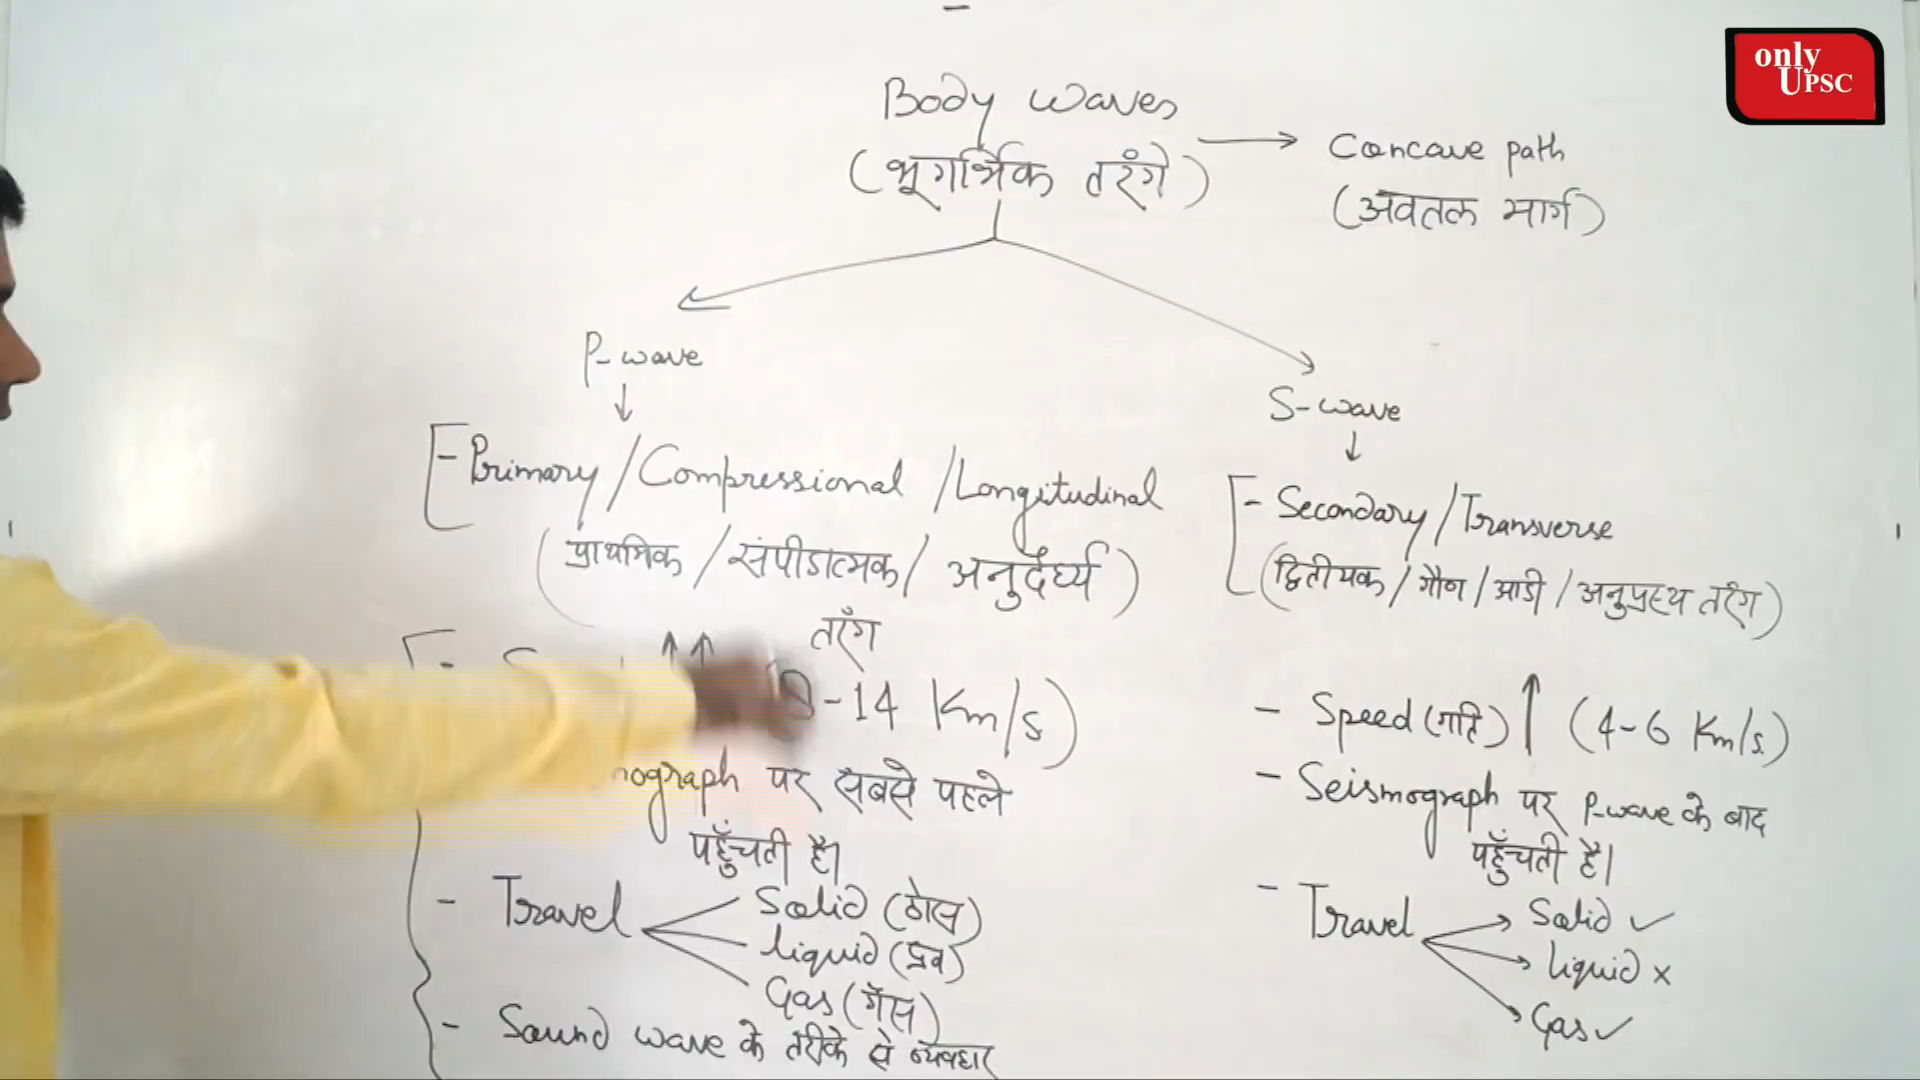 only
UPSC
Body waves
(भूगर्भिक तरंगे)
Concave path
(अवतल मार्ग)
P-wave
- Primary / Compressional / Longitudinal
(प्राथमिक / संपीडात्मक / अनुदैर्ध्य)
तरँग
8-14 Km/s)
nograph पर सबसे पहले
पहुँचती है।
- Travel
Solid (ठोस)
liquid (द्रव)
Gas (गैस)
- Sound wave के तरीके से व्यवहार
S-wave
- Secondary / Transverse
(द्वितीयक / गौण / आडी / अनुप्रस्थ तरंग)
- Speed (गति) ↑ (4-6 Km/s.)
- Seismograph पर P-wave के बाद
पहुँचती है।
- Travel
Solid ✓
liquid x
Gas ✓